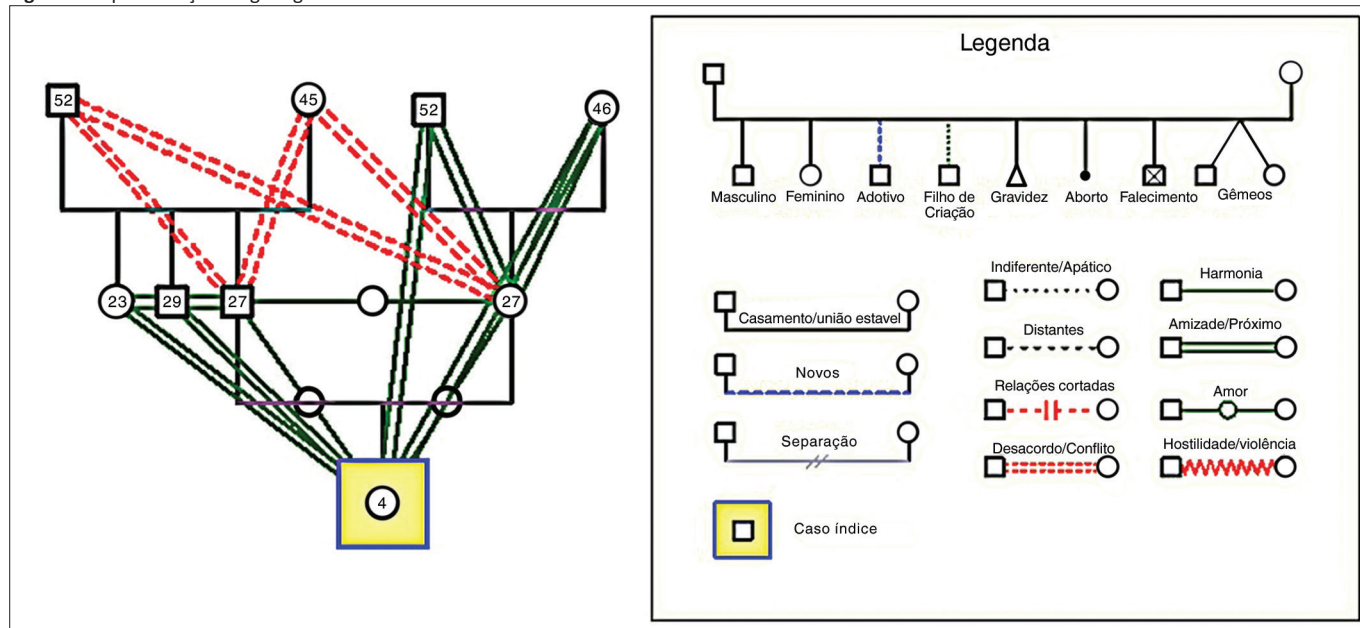 52
45
52
46
23
29
27
27
4
Legenda
Masculino
Feminino
Adotivo
Filho de
Criação
Gravidez
Aborto
Falecimento
Gêmeos
Casamento/união estavel
Novos
Separação
Caso índice
Indiferente/Apático
Distantes
Relações cortadas
Desacordo/Conflito
Harmonia
Amizade/Próximo
Amor
Hostilidade/violência